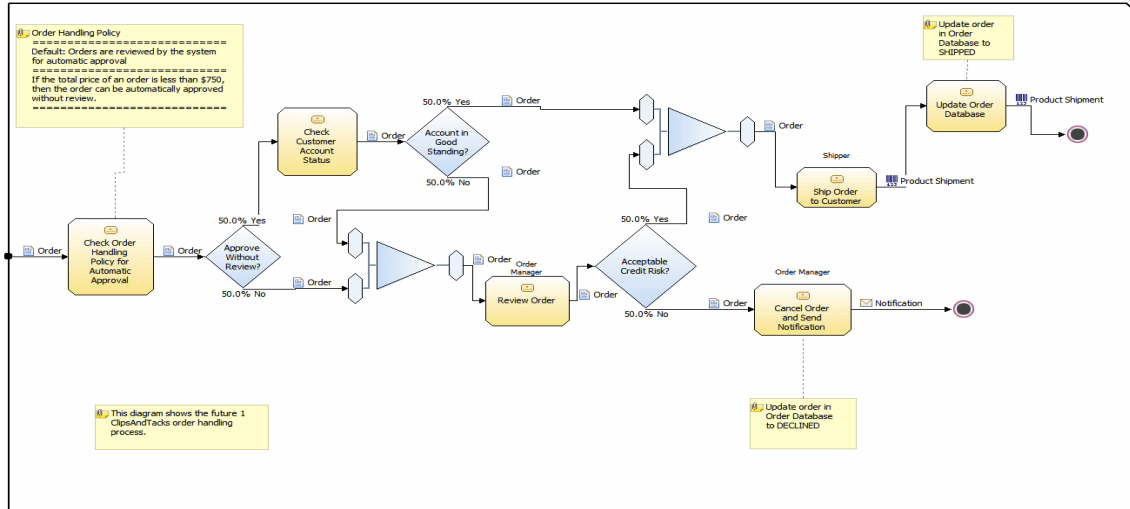 Order Handling Policy
=============================
Default: Orders are reviewed by the system
for automatic approval
=============================
If the total price of an order is less than $750,
then the order can be automatically approved
without review.
=============================
Update order
in Order
Database to
SHIPPED
50.0% Yes
Order
Order
Check
Customer
Account
Status
Order
Account in
Good
Standing?
50.0% No
Order
Update Order
Database
Product Shipment
Shipper
Ship Order
to Customer
Product Shipment
Order
Check Order
Handling
Policy for
Automatic
Approval
Order
50.0% Yes
Approve
Without
Review?
50.0% No
Order
Order
Order
Order
Manager
Review Order
Order
50.0% Yes
Order
Acceptable
Credit Risk?
50.0% No
Order
Order Manager
Cancel Order
and Send
Notification
Notification
This diagram shows the future 1
ClipsAndTacks order handling
process.
Update order in
Order Database
to DECLINED